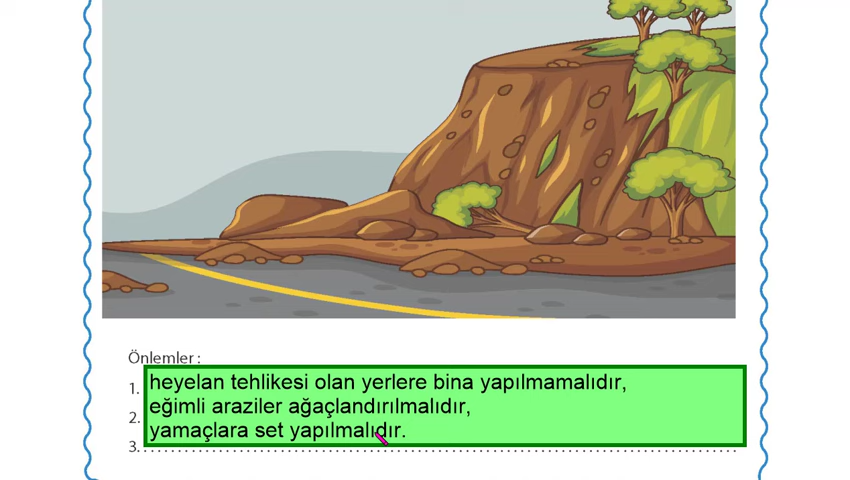 Önlemler :
1. heyelan tehlikesi olan yerlere bina yapılmamalıdır,
2. eğimli araziler ağaçlandırılmalıdır,
3. yamaçlara set yapılmalıdır.